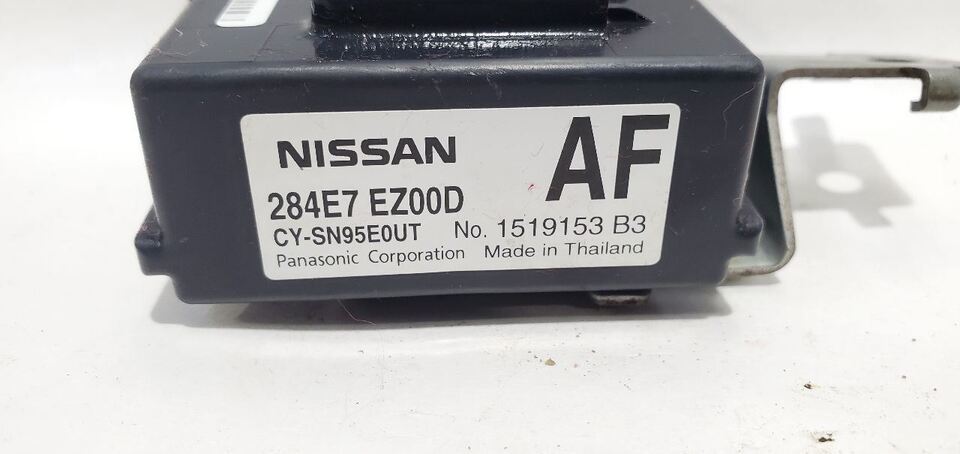 NISSAN AF
284E7 EZ00D
CY-SN95E0UT No. 1519153 B3
Panasonic Corporation Made in Thailand